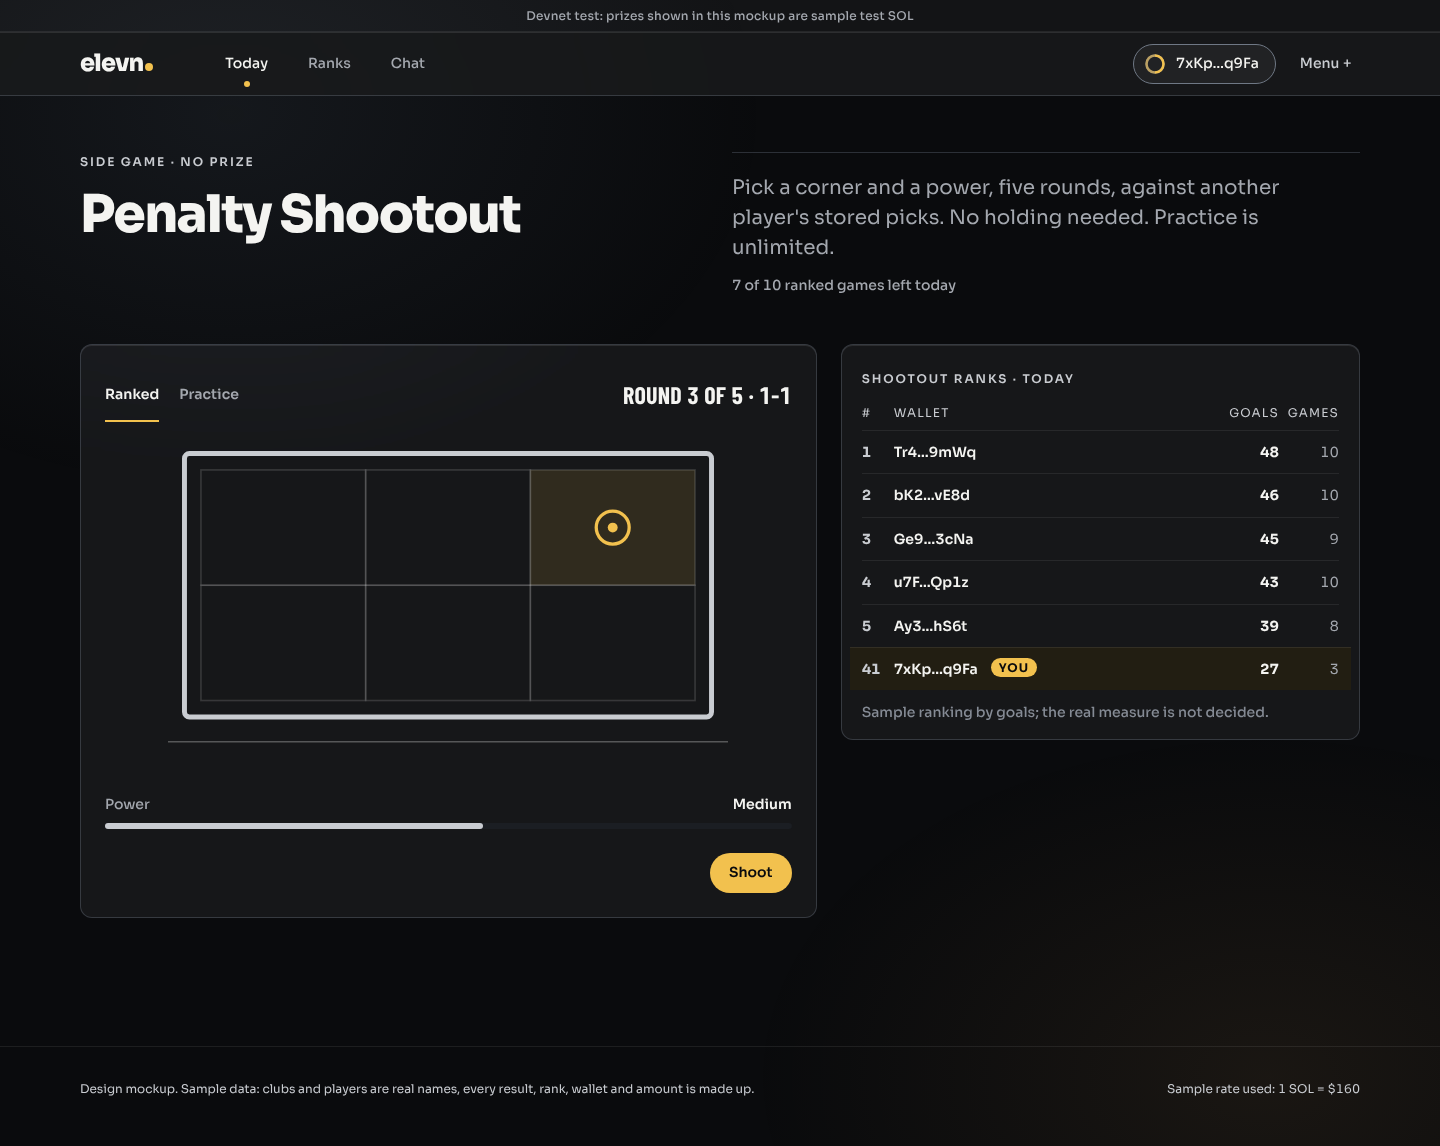 Devnet test: prizes shown in this mockup are sample test SOL
elevn.
Today
Ranks
Chat
7xKp...q9Fa
Menu +
SIDE GAME · NO PRIZE
Penalty Shootout
Pick a corner and a power, five rounds, against another
player's stored picks. No holding needed. Practice is
unlimited.
7 of 10 ranked games left today
Ranked
Practice
ROUND 3 OF 5 · 1-1
Power
Medium
Shoot
SHOOTOUT RANKS · TODAY
# WALLET GOALS GAMES
1 Tr4...9mWq 48 10
2 bK2...vE8d 46 10
3 Ge9...3cNa 45 9
4 u7F...Qp1z 43 10
5 Ay3...hS6t 39 8
41 7xKp...q9Fa YOU 27 3
Sample ranking by goals; the real measure is not decided.
Design mockup. Sample data: clubs and players are real names, every result, rank, wallet and amount is made up.
Sample rate used: 1 SOL = $160